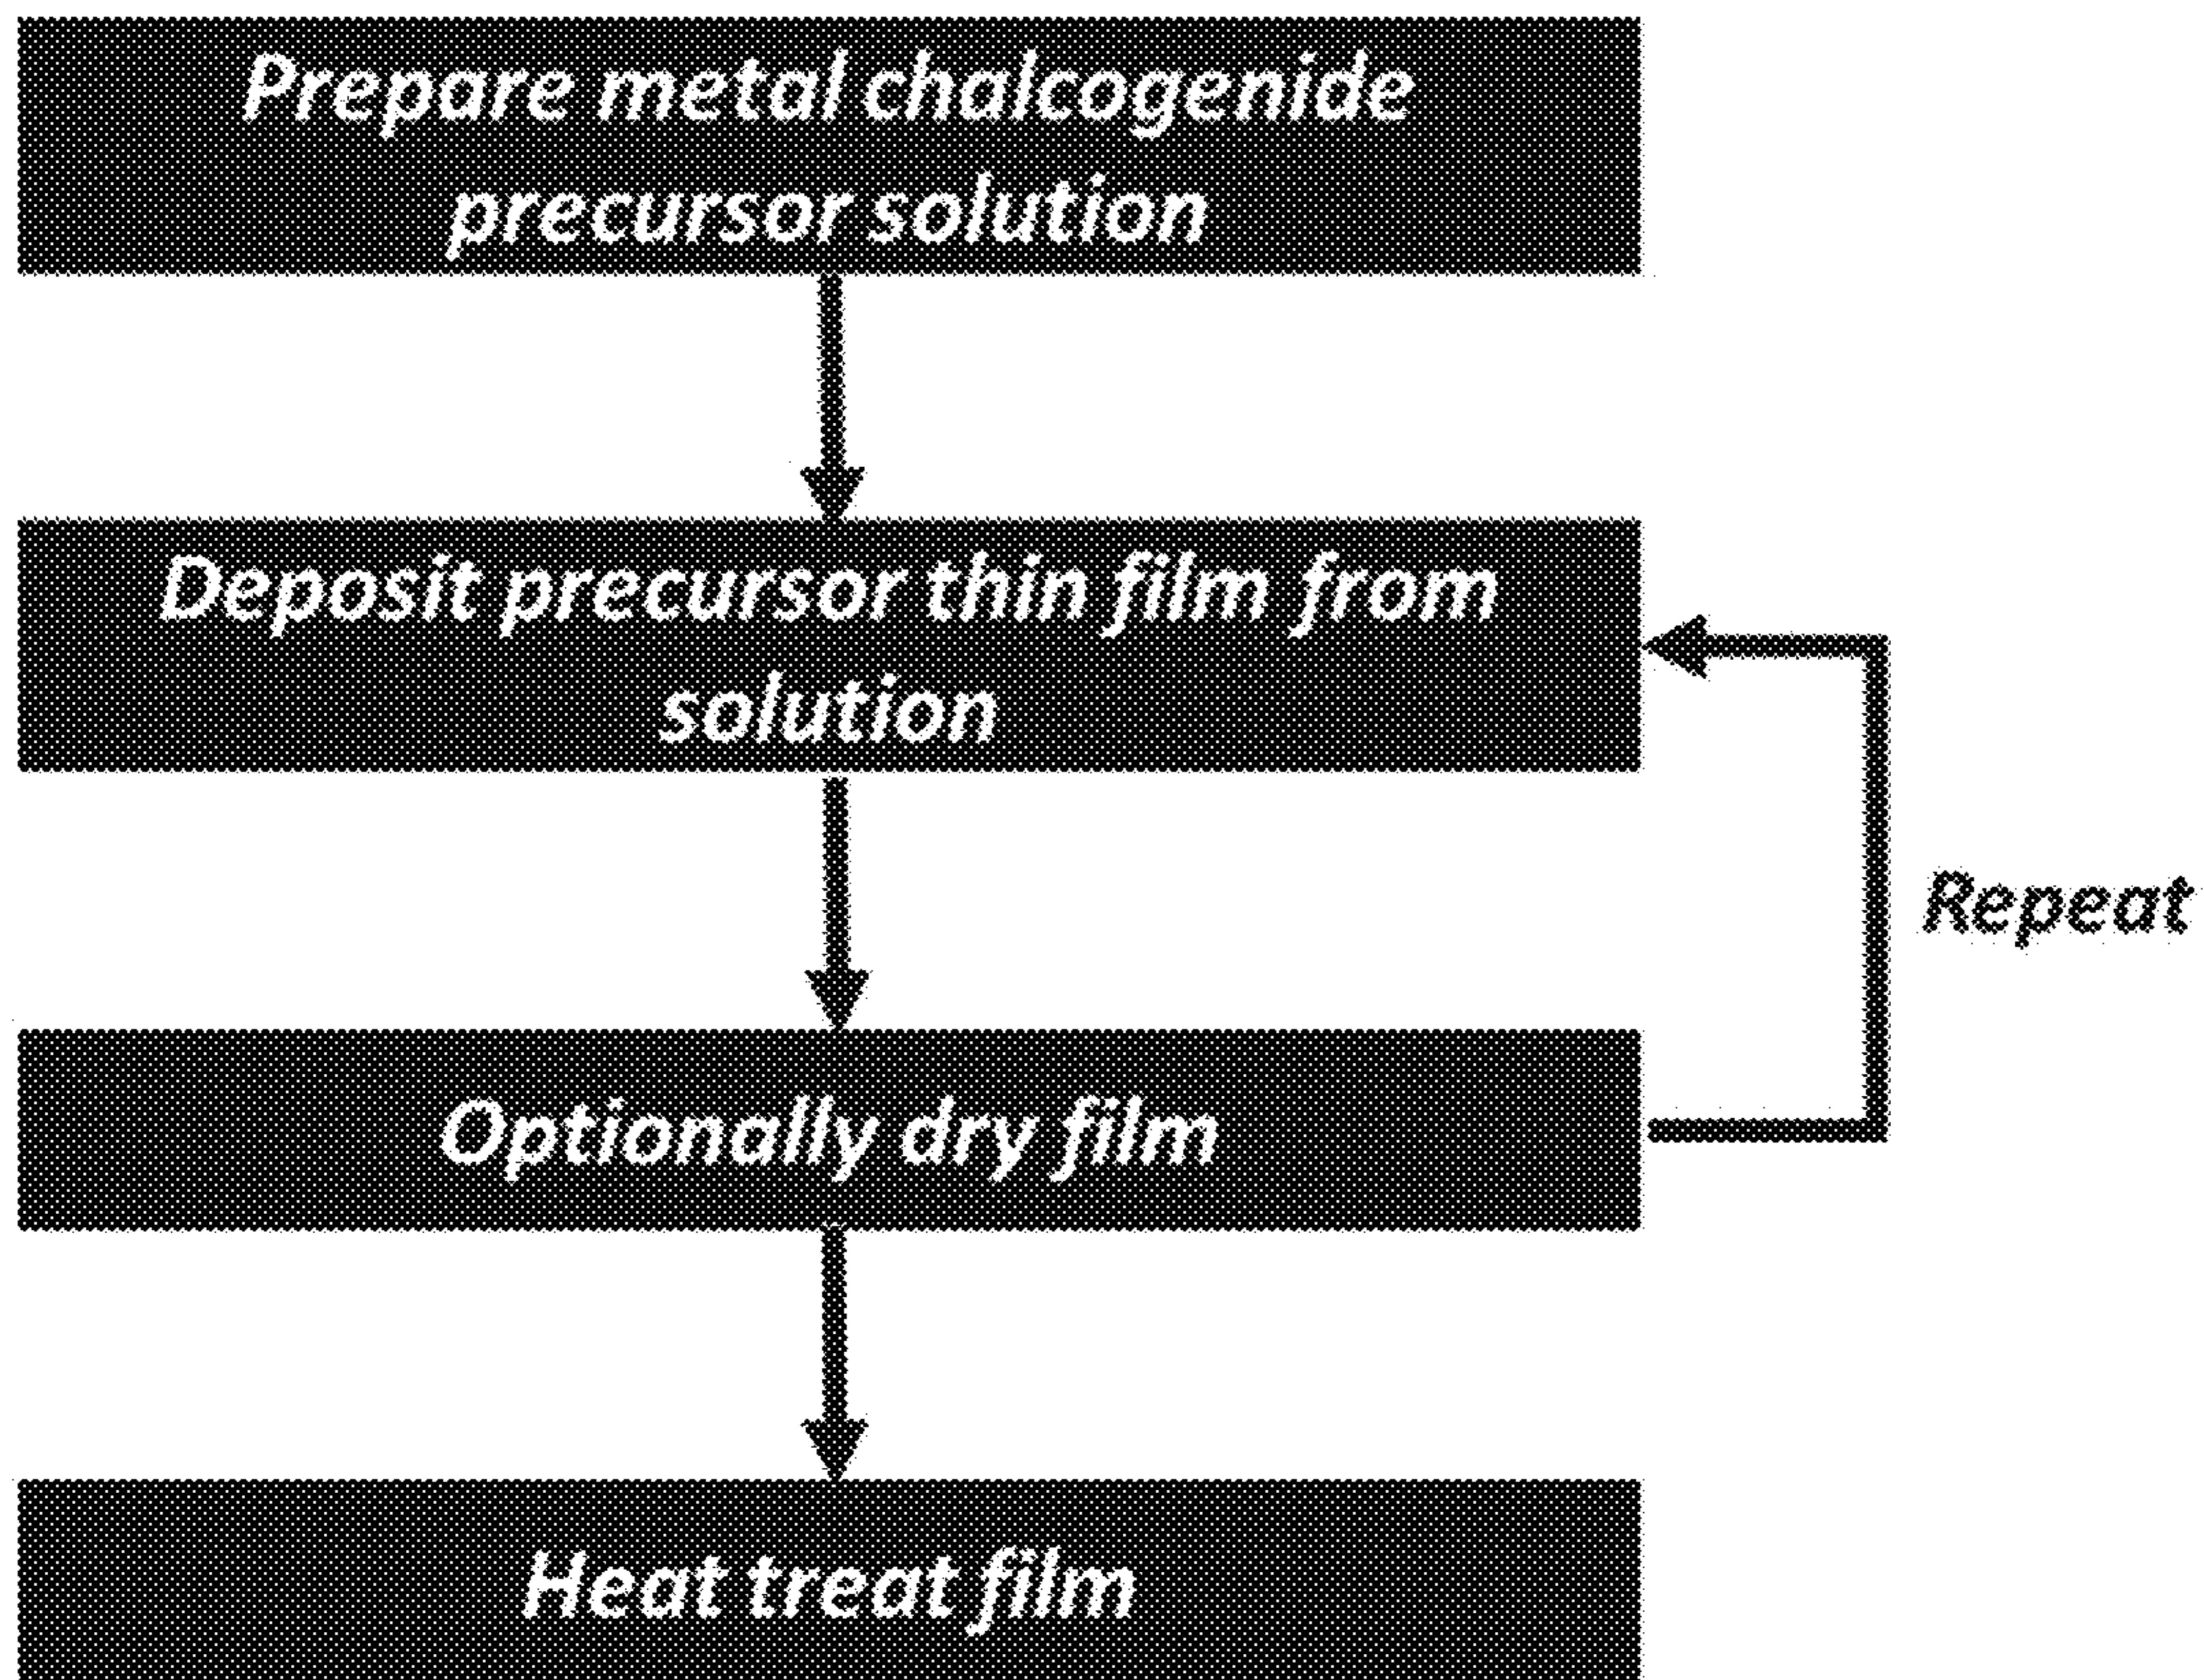 Prepare metal chalcogenide
precursor solution
Deposit precursor thin film from
solution
Repeat
Optionally dry film
Heat treat film